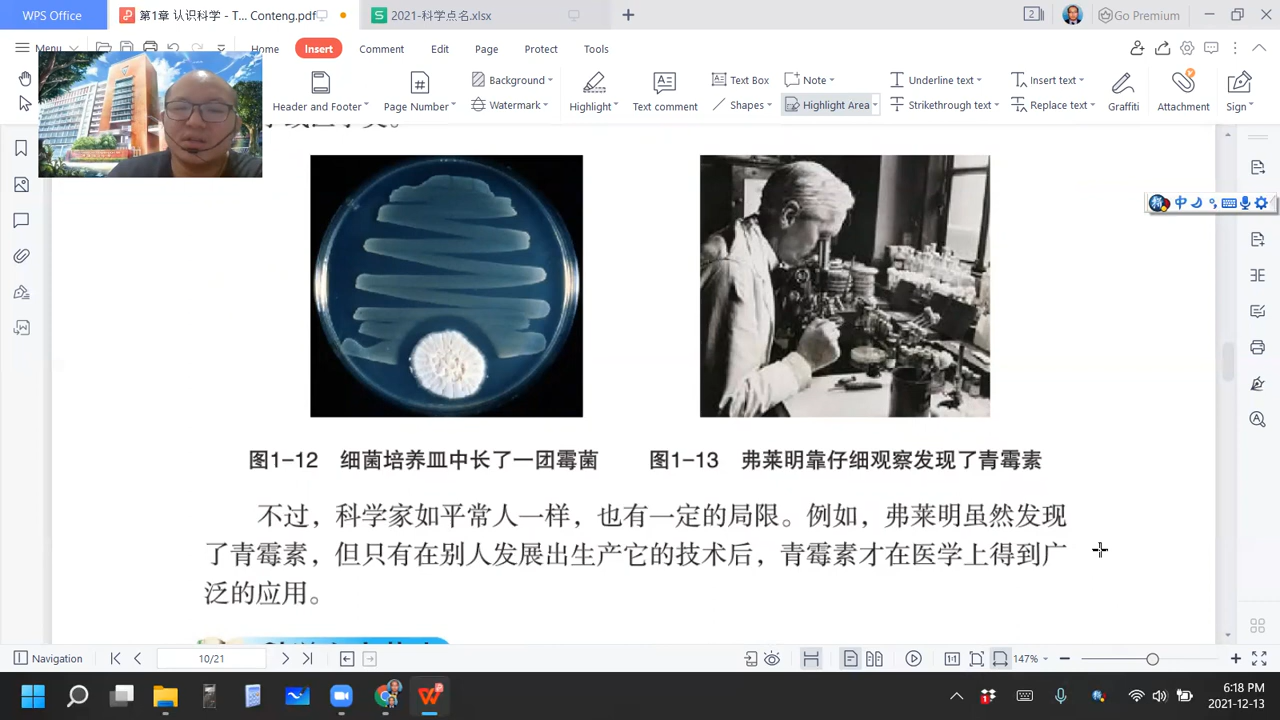 WPS Office
第1章 认识科学 - T... Conteng.pdf
2021-科学点名.xlsx
2
Go Premium
Menu
Home
Insert
Comment
Edit
Page
Protect
Tools
Header and Footer
Page Number
Background
Watermark
Highlight
Text comment
Text Box
Note
Highlight Area
Underline text
Strikethrough text
Insert text
Replace text
Graffiti
Attachment
Sign
中
图1-12 细菌培养皿中长了一团霉菌
图1-13 弗莱明靠仔细观察发现了青霉素
不过，科学家如平常人一样，也有一定的局限。例如，弗莱明虽然发现
了青霉素，但只有在别人发展出生产它的技术后，青霉素才在医学上得到广
泛的应用。
Navigation
10/21
147%
6:18 PM
2021-12-13